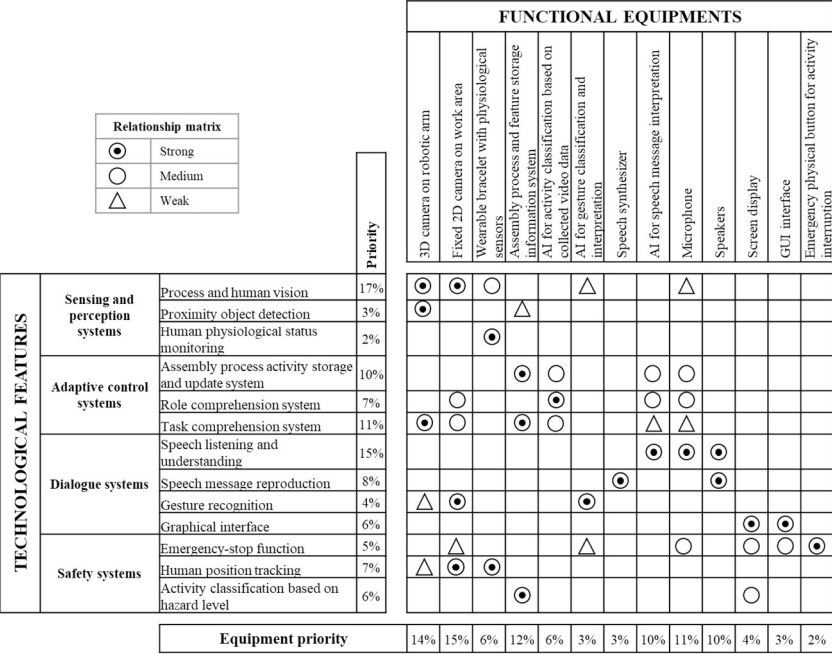 FUNCTIONAL EQUIPMENTS
Relationship matrix
Strong
Medium
Weak
Priority
3D camera on robotic arm
Fixed 2D camera on work area
Wearable bracelet with physiological
sensors
Assembly process and feature storage
information system
AI for activity classification based on
collected video data
AI for gesture classification and
interpretation
Speech synthesizer
AI for speech message interpretation
Microphone
Speakers
Screen display
GUI interface
Emergency physical button for activity
interruption
TECHNOLOGICAL FEATURES
Sensing and
perception
systems
Process and human vision 17%
Proximity object detection 3%
Human physiological status
monitoring 2%
Adaptive control
systems
Assembly process activity storage
and update system 10%
Role comprehension system 7%
Task comprehension system 11%
Dialogue systems
Speech listening and
understanding 15%
Speech message reproduction 8%
Gesture recognition 4%
Graphical interface 6%
Safety systems
Emergency-stop function 5%
Human position tracking 7%
Activity classification based on
hazard level 6%
Equipment priority 14% 15% 6% 12% 6% 3% 3% 10% 11% 10% 4% 3% 2%